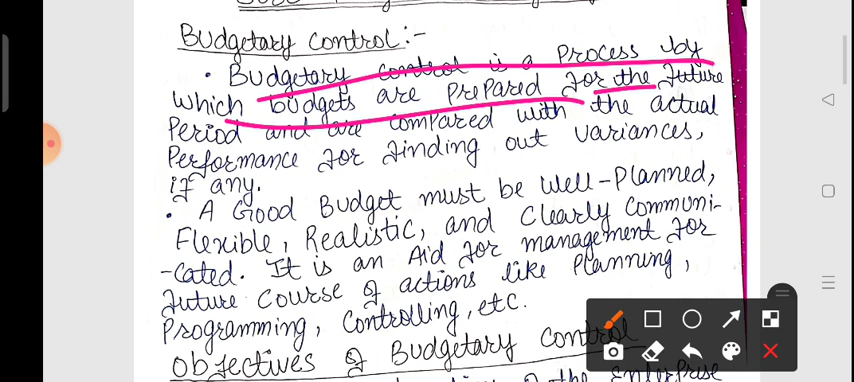 Budgetary control:-
• Budgetary control is a Process by
which budgets are Prepared for the future
Period and are compared with the actual
Performance for finding out variances,
if any.
• A Good Budget must be well-Planned,
Flexible, Realistic, and Clearly Communi-
-cated. It is an Aid for management for
future course of actions like Planning,
Programming, Controlling, etc.
Objectives of Budgetary control
of the Enterprise